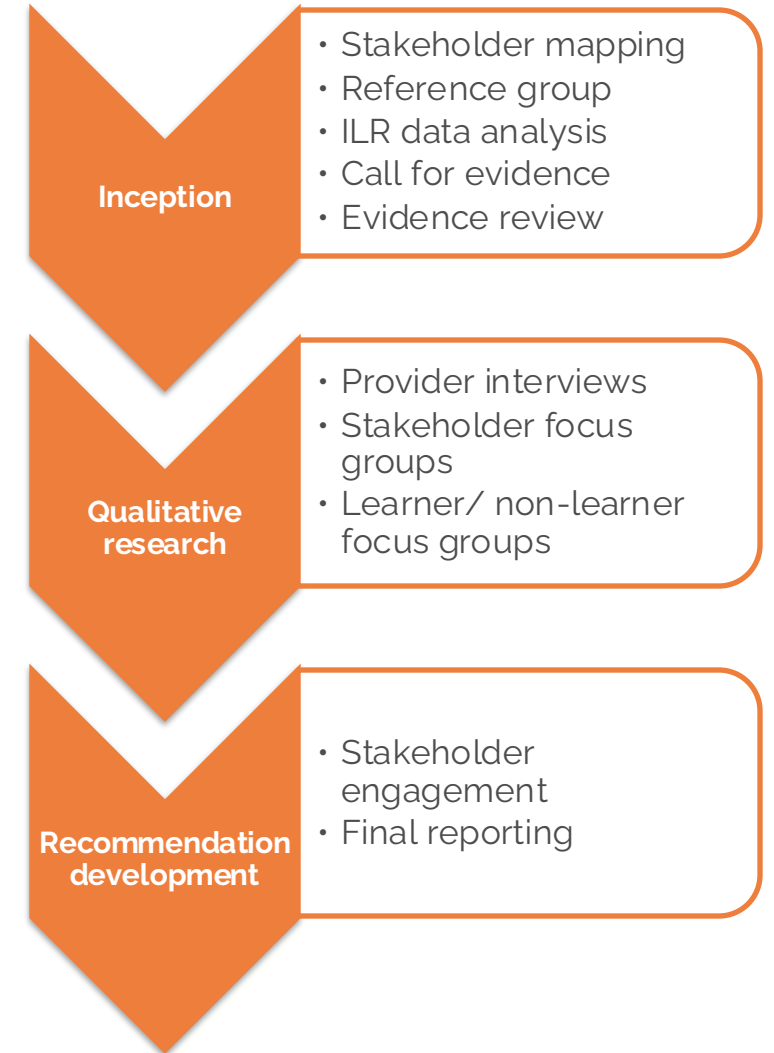 Inception
• Stakeholder mapping
• Reference group
• ILR data analysis
• Call for evidence
• Evidence review
Qualitative
research
• Provider interviews
• Stakeholder focus
groups
• Learner/ non-learner
focus groups
Recommendation
development
• Stakeholder
engagement
• Final reporting